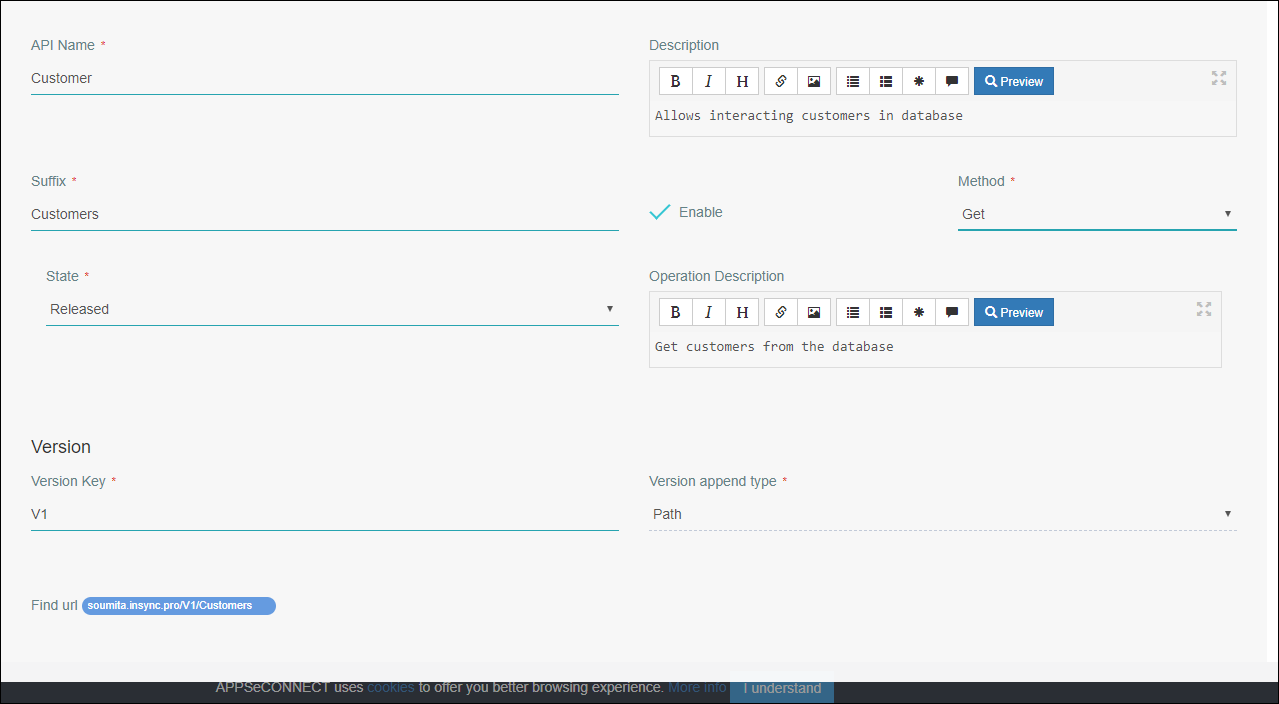 API Name *
Customer
Description
B I H Preview
Allows interacting customers in database
Suffix *
Customers
Enable
Method *
Get
State *
Released
Operation Description
B I H Preview
Get customers from the database
Version
Version Key *
V1
Version append type *
Path
Find url soumita.insync.pro/V1/Customers
APPSeCONNECT uses cookies to offer you better browsing experience. More info I understand